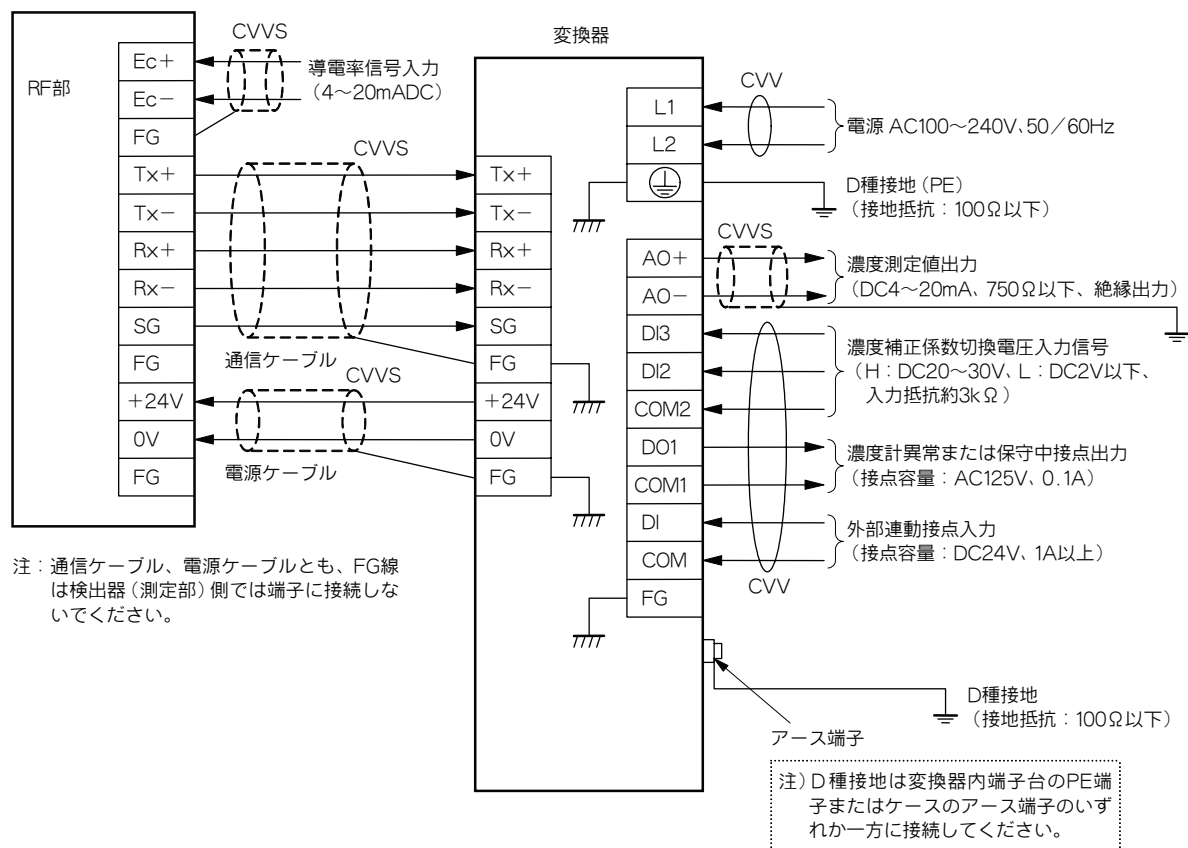 RF部
CVVS
Ec+
Ec−
FG
導電率信号入力
(4〜20mADC)
Tx+
Tx−
Rx+
Rx−
SG
FG
+24V
0V
FG
CVVS
通信ケーブル
CVVS
電源ケーブル
注：通信ケーブル、電源ケーブルとも、FG線
は検出器(測定部)側では端子に接続しな
いでください。
変換器
Tx+
Tx−
Rx+
Rx−
SG
FG
+24V
0V
FG
L1
L2
CVV
電源 AC100〜240V、50／60Hz
D種接地(PE)
(接地抵抗：100Ω以下)
CVVS
AO+
AO−
濃度測定値出力
(DC4〜20mA、750Ω以下、絶縁出力)
DI3
DI2
COM2
濃度補正係数切換電圧入力信号
(H：DC20〜30V、L：DC2V以下、
入力抵抗約3kΩ)
DO1
COM1
濃度計異常または保守中接点出力
(接点容量：AC125V、0.1A)
DI
COM
外部連動接点入力
(接点容量：DC24V、1A以上)
CVV
FG
D種接地
(接地抵抗：100Ω以下)
アース端子
注)D種接地は変換器内端子台のPE端
子またはケースのアース端子のいず
れか一方に接続してください。